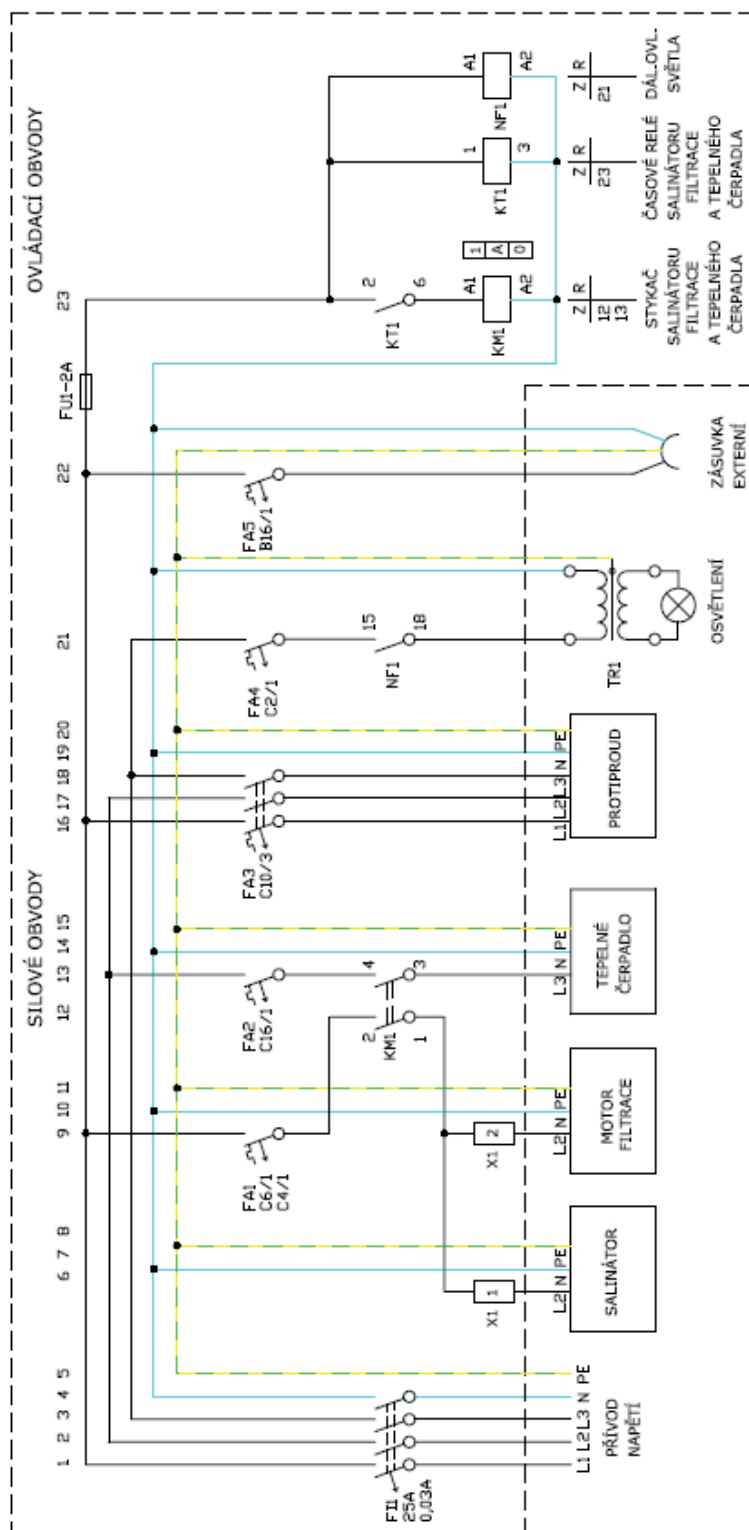 SILOVÉ OBVODY
OVLÁDACÍ OBVODY
1 2 3 4 5 6 7 8 9 10 11 12 13 14 15 16 17 18 19 20 21 22 23
FU1-2A
FA1
C6/1
C4/1
FA2
C16/1
FA3
C10/3
FA4
C2/1
FA5
B16/1
FI1
25A
0,03A
2 4
KM1
1 3
15
NF1
18
2
KT1
6
A1
KM1
A2
1 A 0
1
KT1
3
A1
NF1
A2
X1 1
X1 2
L1 L2 L3 N PE
PŘÍVOD
NAPĚTÍ
L2 N PE
SALINÁTOR
L2 N PE
MOTOR
FILTRACE
L3 N PE
TEPELNÉ
ČERPADLO
L1 L2 L3 N PE
PROTIPROUD
TR1
OSVĚTLENÍ
ZÁSUVKA
EXTERNÍ
Z R
12
13
STYKAČ
SALINÁTORU
FILTRACE
A TEPELNÉHO
ČERPADLA
Z R
23
ČASOVÉ RELÉ
SALINÁTORU
FILTRACE
A TEPELNÉHO
ČERPADLA
Z R
21
DÁL.OVL.
SVĚTLA